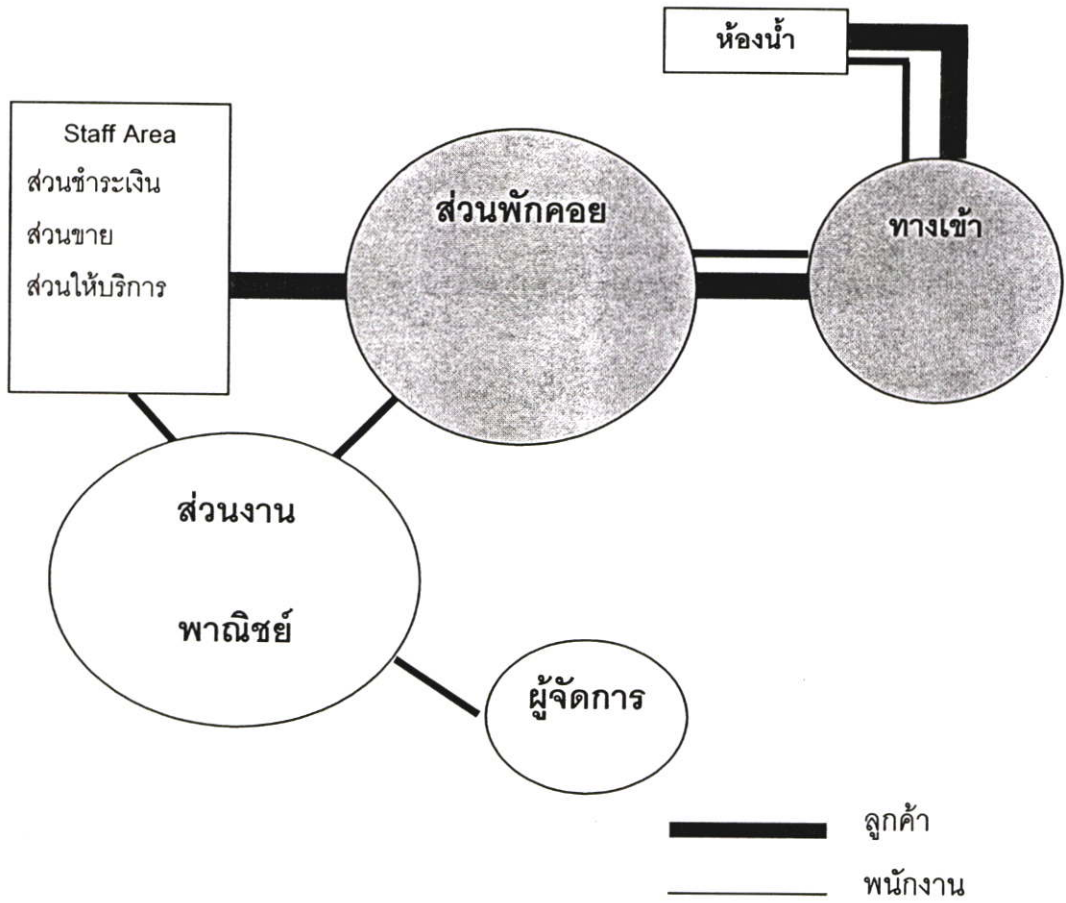 ห้องน้ำ
Staff Area
ส่วนชำระเงิน
ส่วนขาย
ส่วนให้บริการ
ส่วนพักคอย
ทางเข้า
ส่วนงาน
พาณิชย์
ผู้จัดการ
ลูกค้า
พนักงาน